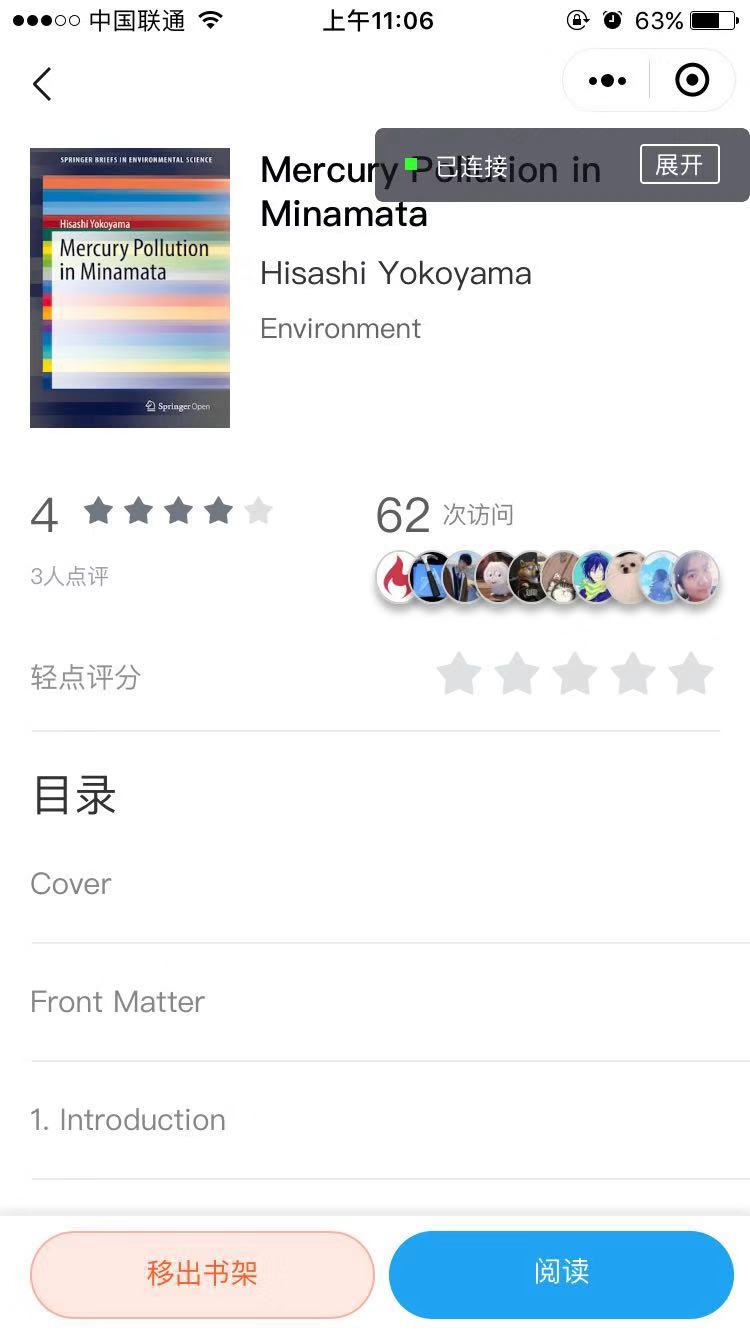 中国联通
上午11:06
63%
SPRINGER BRIEFS IN ENVIRONMENTAL SCIENCE
Hisashi Yokoyama
Mercury Pollution
in Minamata
Springer Open
Mercury Pollution in
Minamata
已连接
展开
Hisashi Yokoyama
Environment
4
62 次访问
3人点评
轻点评分
目录
Cover
Front Matter
1. Introduction
移出书架
阅读